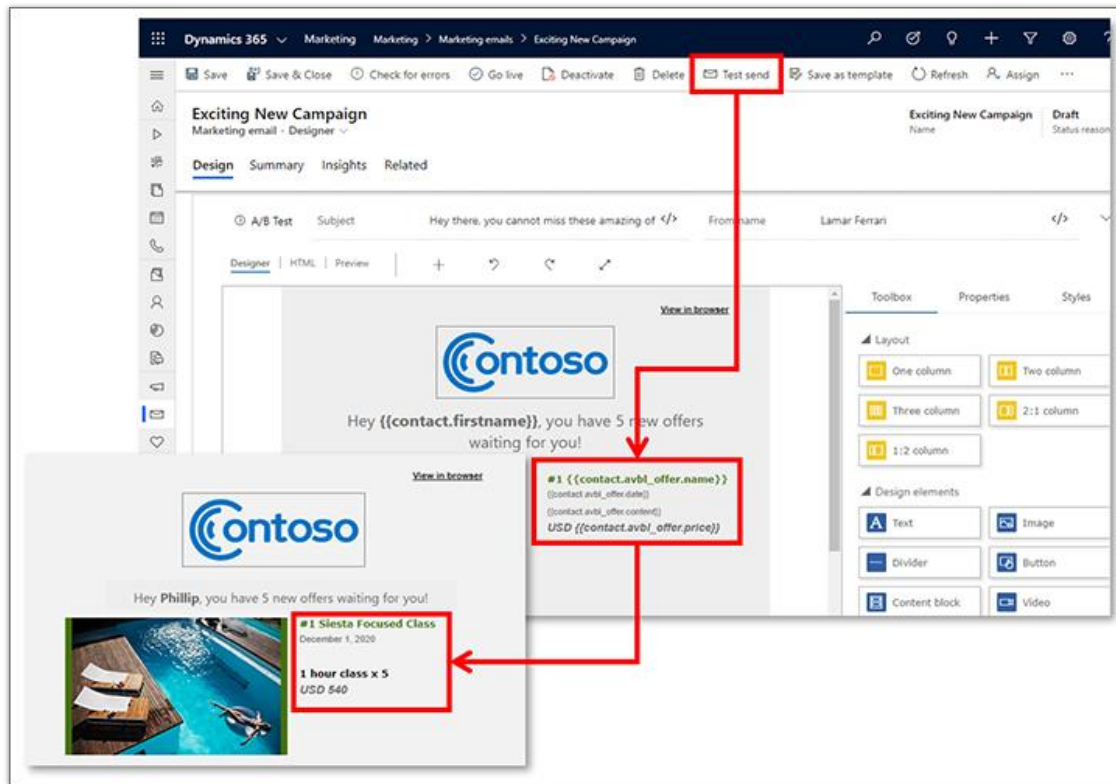 Dynamics 365 Marketing Marketing > Marketing emails > Exciting New Campaign
Save Save & Close Check for errors Go live Deactivate Delete Test send Save as template Refresh Assign ...
Exciting New Campaign
Marketing email · Designer
Exciting New Campaign
Name
Draft
Status reason
Design Summary Insights Related
A/B Test Subject Hey there, you cannot miss these amazing of </> From name Lamar Ferrari </>
Designer | HTML | Preview
View in browser
Contoso
Hey {{contact.firstname}}, you have 5 new offers
waiting for you!
#1 {{contact.avbl_offer.name}}
{{contact.avbl_offer.date}}
{{contact.avbl_offer.content}}
USD {{contact.avbl_offer.price}}
Toolbox Properties Styles
Layout
One column Two column
Three column 2:1 column
1:2 column
Design elements
A Text Image
Divider Button
Content block Video
View in browser
Contoso
Hey Phillip, you have 5 new offers waiting for you!
#1 Siesta Focused Class
December 1, 2020
1 hour class x 5
USD 540